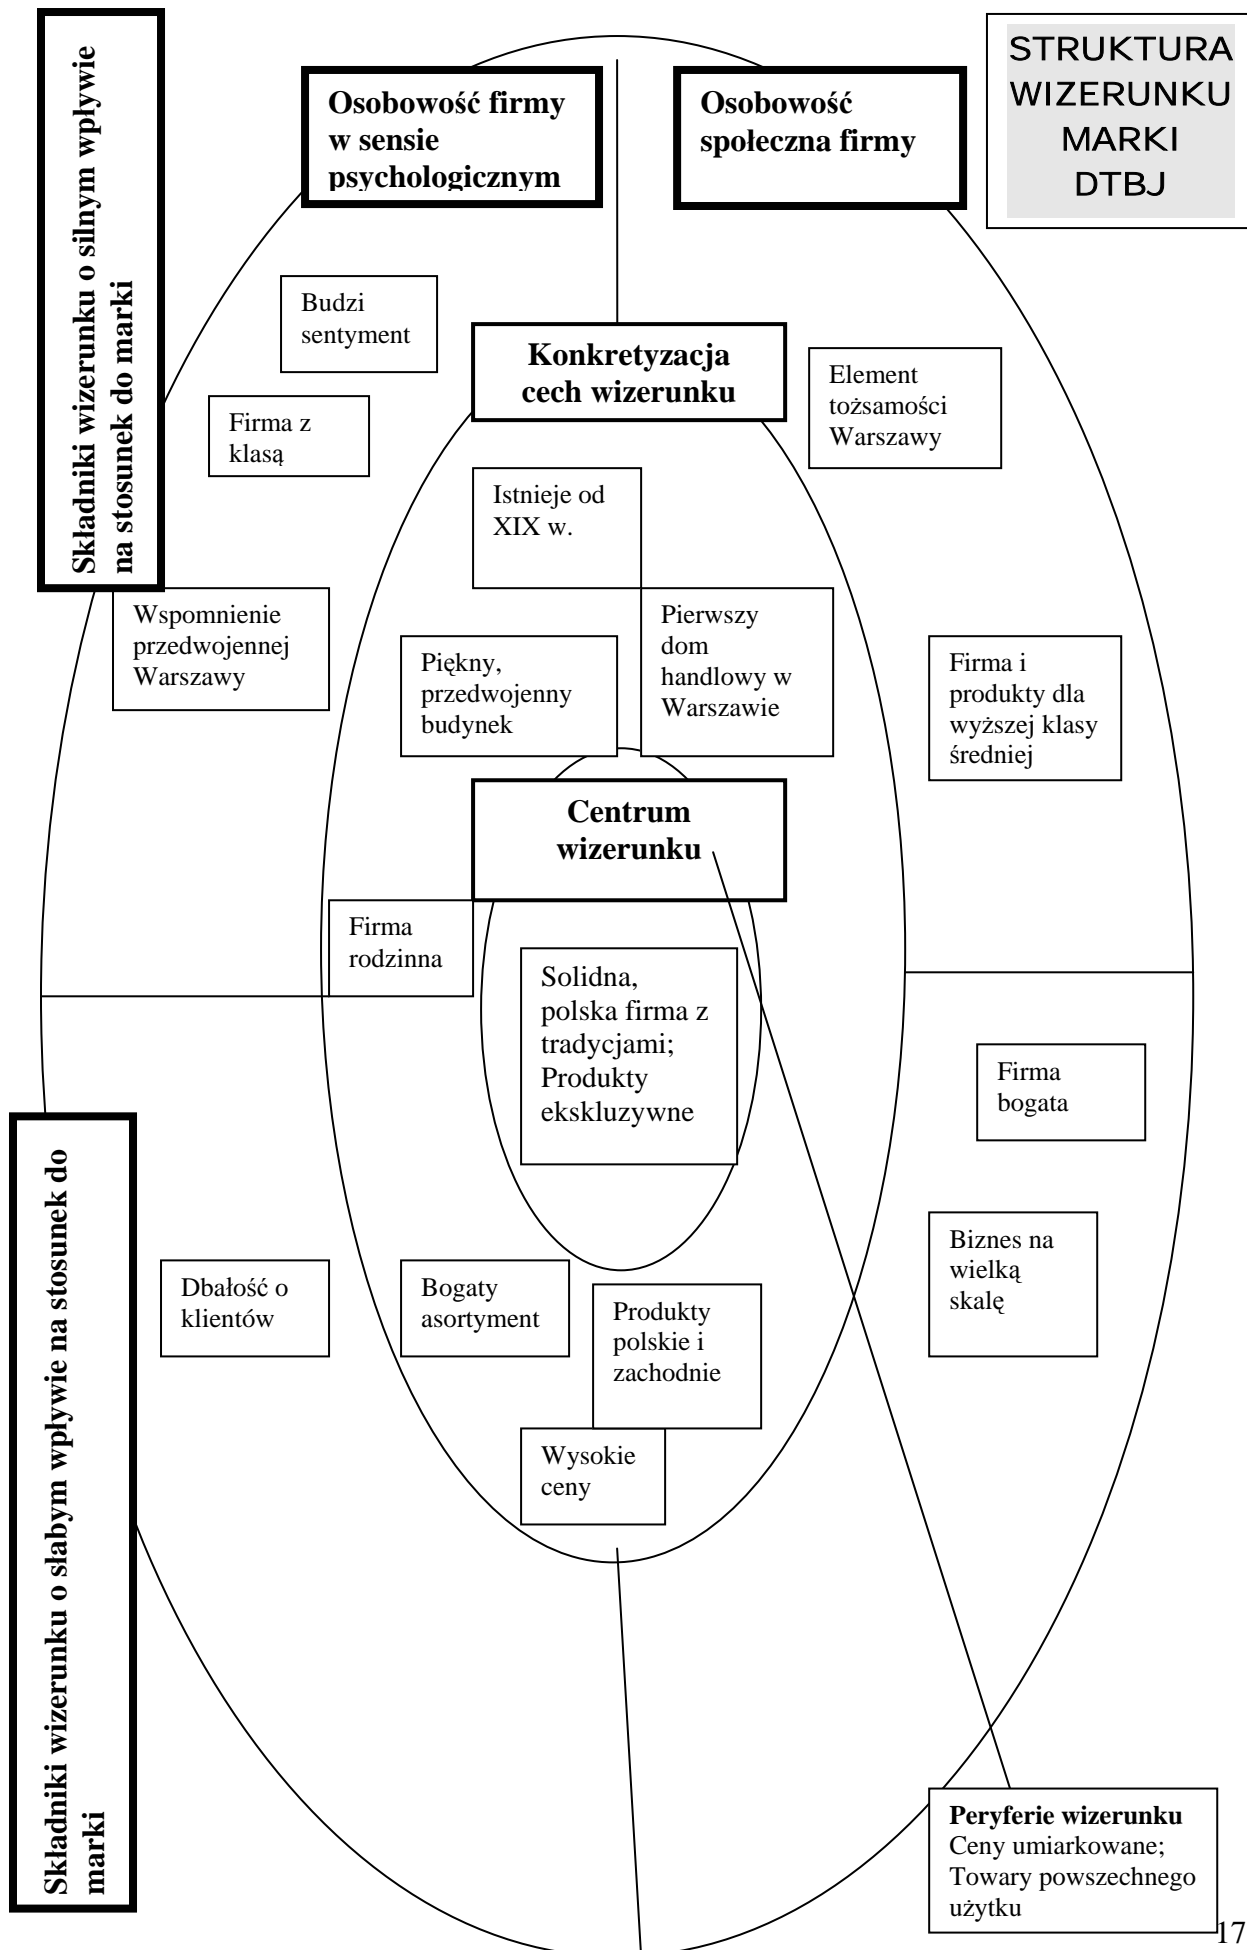 Składniki wizerunku o silnym wpływie
na stosunek do marki
Osobowość firmy
w sensie
psychologicznym
Osobowość
społeczna firmy
STRUKTURA
WIZERUNKU
MARKI
DTBJ
Budzi
sentyment
Firma z
klasą
Konkretyzacja
cech wizerunku
Element
tożsamości
Warszawy
Istnieje od
XIX w.
Wspomnienie
przedwojennej
Warszawy
Piękny,
przedwojenny
budynek
Pierwszy
dom
handlowy w
Warszawie
Firma i
produkty dla
wyższej klasy
średniej
Centrum
wizerunku
Firma
rodzinna
Solidna,
polska firma z
tradycjami;
Produkty
ekskluzywne
Firma
bogata
Składniki wizerunku o słabym wpływie na stosunek do
marki
Dbałość o
klientów
Bogaty
asortyment
Produkty
polskie i
zachodnie
Biznes na
wielką
skalę
Wysokie
ceny
Peryferie wizerunku
Ceny umiarkowane;
Towary powszechnego
użytku
17